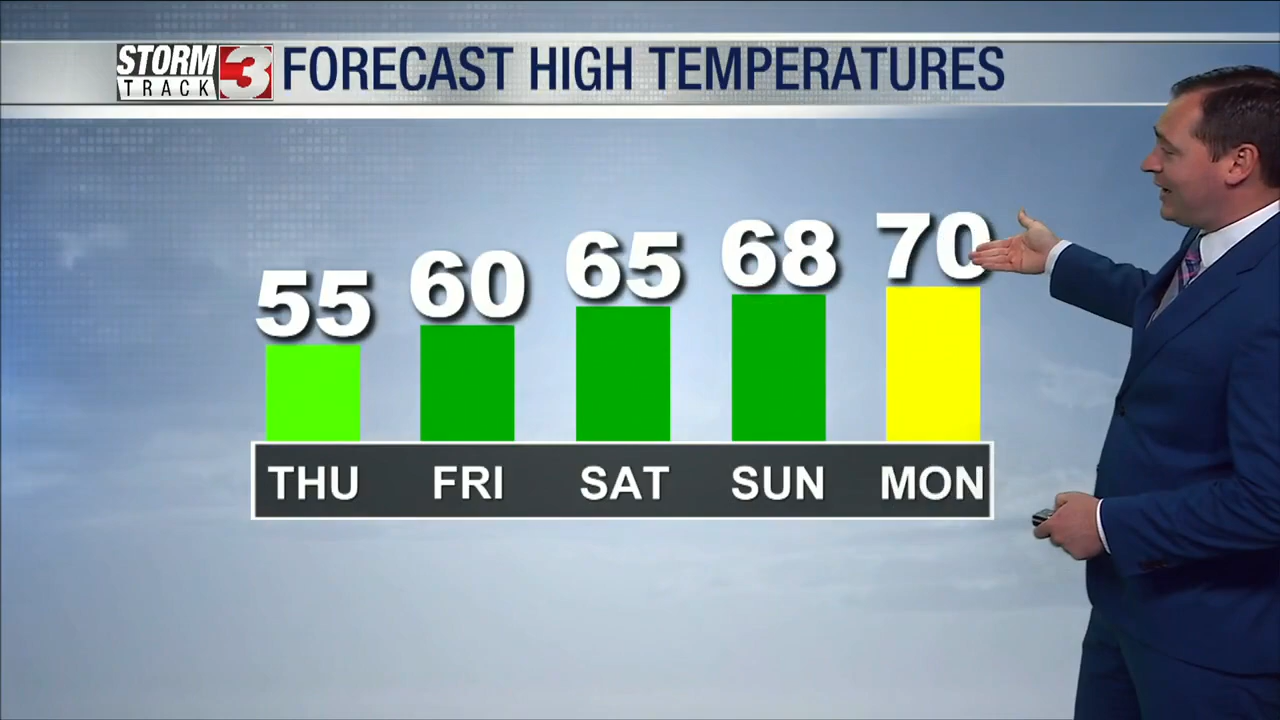 STORM
TRACK
3
FORECAST HIGH TEMPERATURES
55 60 65 68 70
THU FRI SAT SUN MON